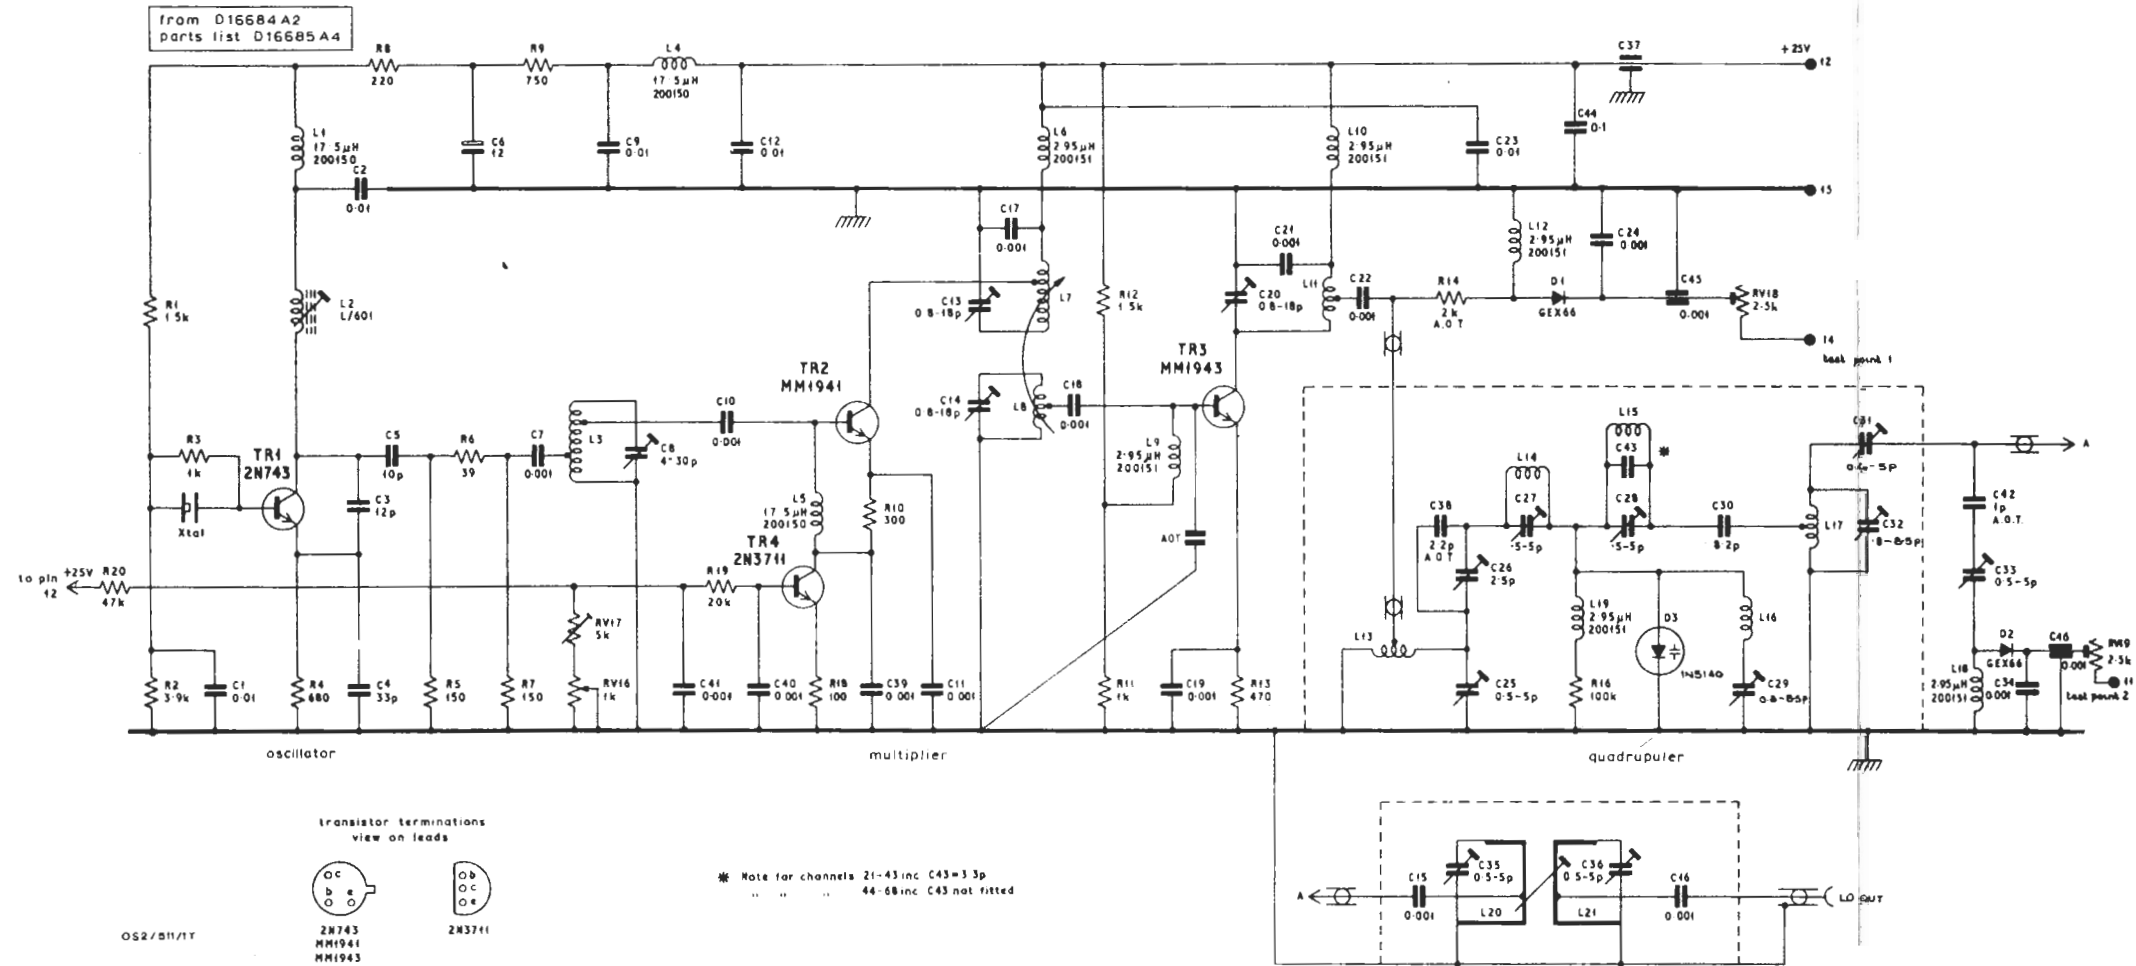 from D16684A2
parts list D16685A4
R8
220
R9
750
L4
17·5µH
200150
C37
+25V
12
L1
17·5µH
200150
C2
0·01
C6
12
C9
0·01
C12
0·01
L6
2·95µH
200151
L10
2·95µH
200151
C23
0·01
C44
0·1
13
C17
0·001
C21
0·001
L12
2·95µH
200151
C24
0·001
R1
1·5k
L2
L/601
C13
0·8-18p
L7
R12
1·5k
C20
0·8-18p
L11
C22
0·001
R14
2k
A.O.T
D1
GEX66
C45
0·001
RV18
2·5k
14
test point 1
TR2
MM1941
TR3
MM1943
C14
0·8-18p
L8
C18
0·001
R3
1k
TR1
2N743
Xtal
C5
10p
R6
39
C7
0·001
L3
C8
4-30p
C10
0·001
L9
2·95µH
200151
L15
C43
*
L14
C31
A
C3
12p
L5
17·5µH
200150
R10
300
AOT
C38
2·2p
A.O.T
C27
·5-5p
C28
·5-5p
C30
8·2p
L17
C32
·8-8·5p
C42
1p
A.O.T.
to pin
12
+25V
R20
47k
TR4
2N3711
R19
20k
C26
2·5p
C33
0·5-5p
RV17
5k
L13
L19
2·95µH
200151
D3
1N5140
L16
D2
GEX66
C46
0·001
RV19
2·5k
11
test point 2
R2
3·9k
C1
0·01
R4
680
C4
33p
R5
150
R7
150
RV16
1k
C41
0·001
C40
0·001
R18
100
C39
0·001
C11
0·001
R11
1k
C19
0·001
R13
470
C25
0·5-5p
R16
100k
C29
0·8-8·5p
L18
2·95µH
200151
C34
0·001
oscillator
multiplier
quadrupuler
transistor terminations
view on leads
c
b e
b
c
e
2N743
MM1941
MM1943
2N3711
* Note for channels 21-43 inc C43=3·3p
" " " 44-68 inc C43 not fitted
A
C15
0·001
C35
0·5-5p
L20
C36
0·5-5p
L21
C16
0·001
LO OUT